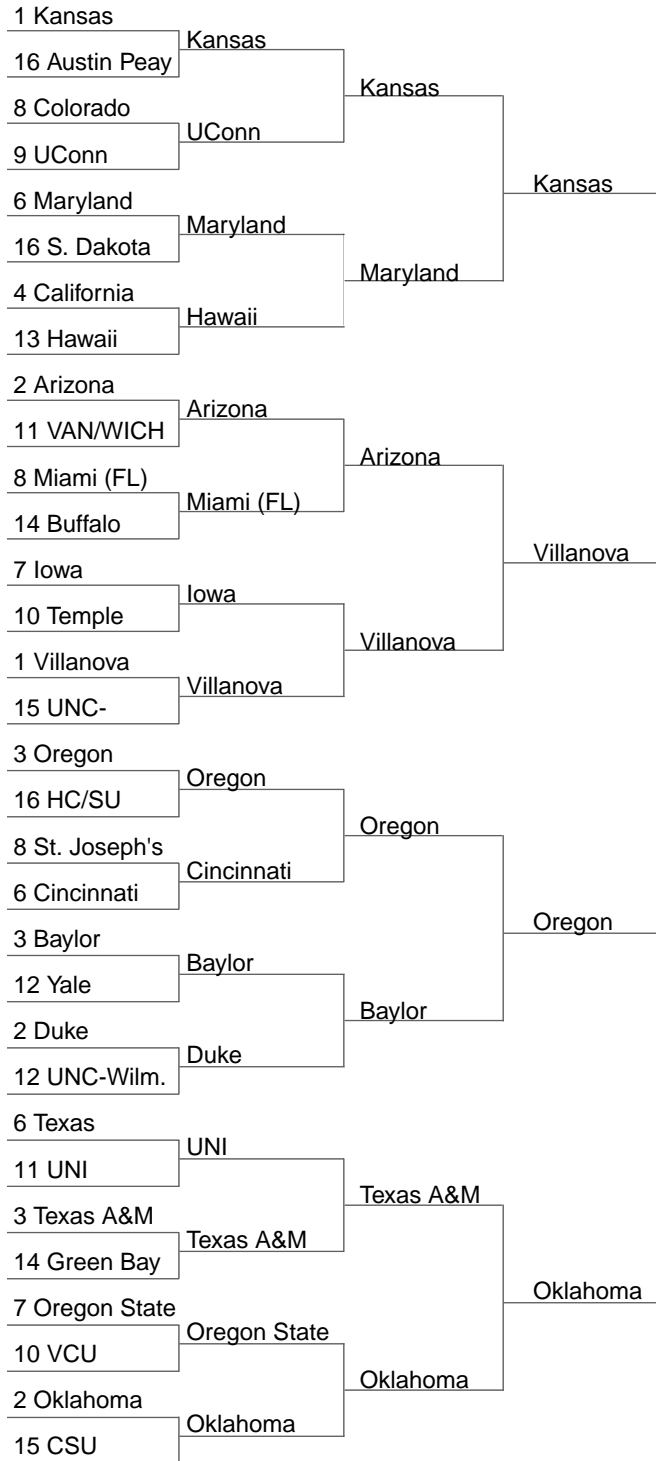 1 Kansas
Kansas
16 Austin Peay
Kansas
8 Colorado
UConn
9 UConn
Kansas
6 Maryland
Maryland
16 S. Dakota
Maryland
4 California
Hawaii
13 Hawaii
2 Arizona
Arizona
11 VAN/WICH
Arizona
8 Miami (FL)
Miami (FL)
14 Buffalo
Villanova
7 Iowa
Iowa
10 Temple
Villanova
1 Villanova
Villanova
15 UNC-
3 Oregon
Oregon
16 HC/SU
Oregon
8 St. Joseph's
Cincinnati
6 Cincinnati
Oregon
3 Baylor
Baylor
12 Yale
Baylor
2 Duke
Duke
12 UNC-Wilm.
6 Texas
UNI
11 UNI
Texas A&M
3 Texas A&M
Texas A&M
14 Green Bay
Oklahoma
7 Oregon State
Oregon State
10 VCU
Oklahoma
2 Oklahoma
Oklahoma
15 CSU